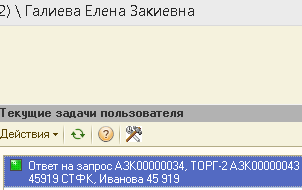 2) \ Галиева Елена Закиевна
Текущие задачи пользователя
Действия
Ответ на запрос АЗК00000034, ТОРГ-2 АЗК00000043
45919 СТФК, Иванова 45 919